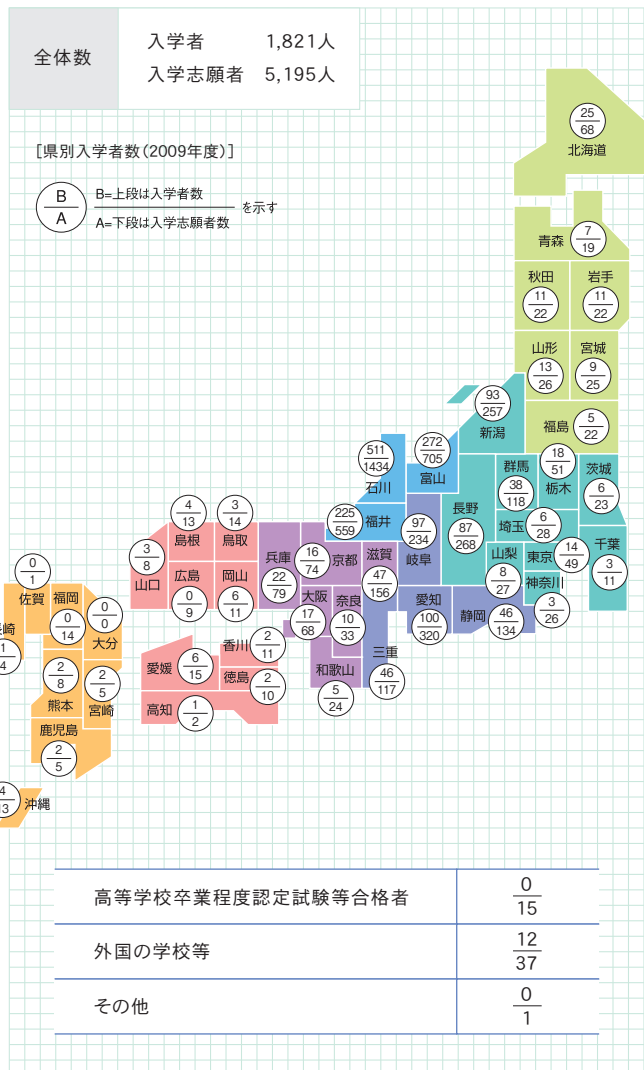 全体数
入学者 1,821人
入学志願者 5,195人
[県別入学者数(2009年度)]
B
A
B=上段は入学者数
A=下段は入学志願者数
を示す
25
68
北海道
青森
7
19
秋田
11
22
岩手
11
22
山形
13
26
宮城
9
25
福島
5
22
93
257
新潟
511
1434
石川
272
705
富山
225
559
福井
群馬
38
118
18
51
栃木
茨城
6
23
埼玉
6
28
長野
87
268
97
234
岐阜
山梨
8
27
東京
14
49
千葉
3
11
神奈川
3
26
愛知
100
320
静岡
46
134
三重
46
117
滋賀
47
156
京都
16
74
兵庫
22
79
大阪
17
68
奈良
10
33
和歌山
5
24
4
13
島根
3
14
鳥取
3
8
山口
広島
0
9
岡山
6
11
香川
2
11
愛媛
6
15
徳島
2
10
高知
1
2
0
1
佐賀
福岡
0
14
0
0
大分
崎
1
4
2
8
熊本
2
5
宮崎
鹿児島
2
5
4
13
沖縄
高等学校卒業程度認定試験等合格者
0
15
外国の学校等
12
37
その他
0
1